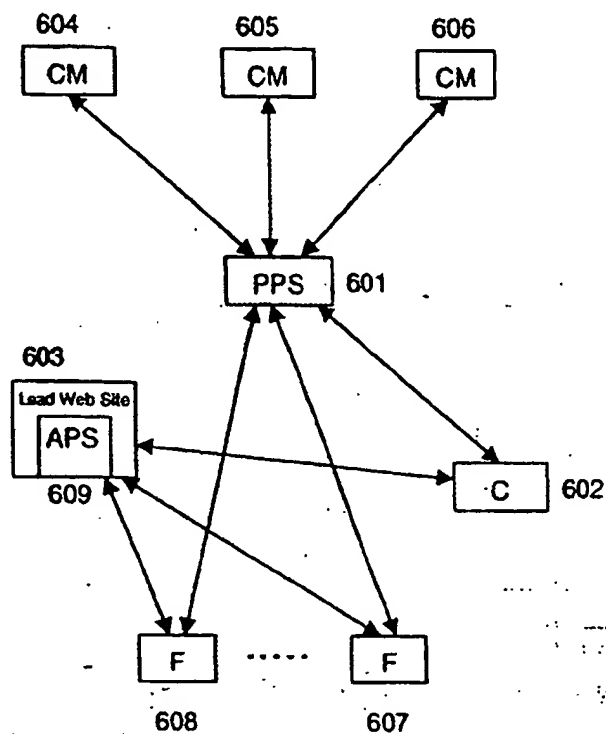 604 605 606
CM CM CM
PPS 601
603
Lead Web Site
APS
609
C 602
F ..... F
608 607